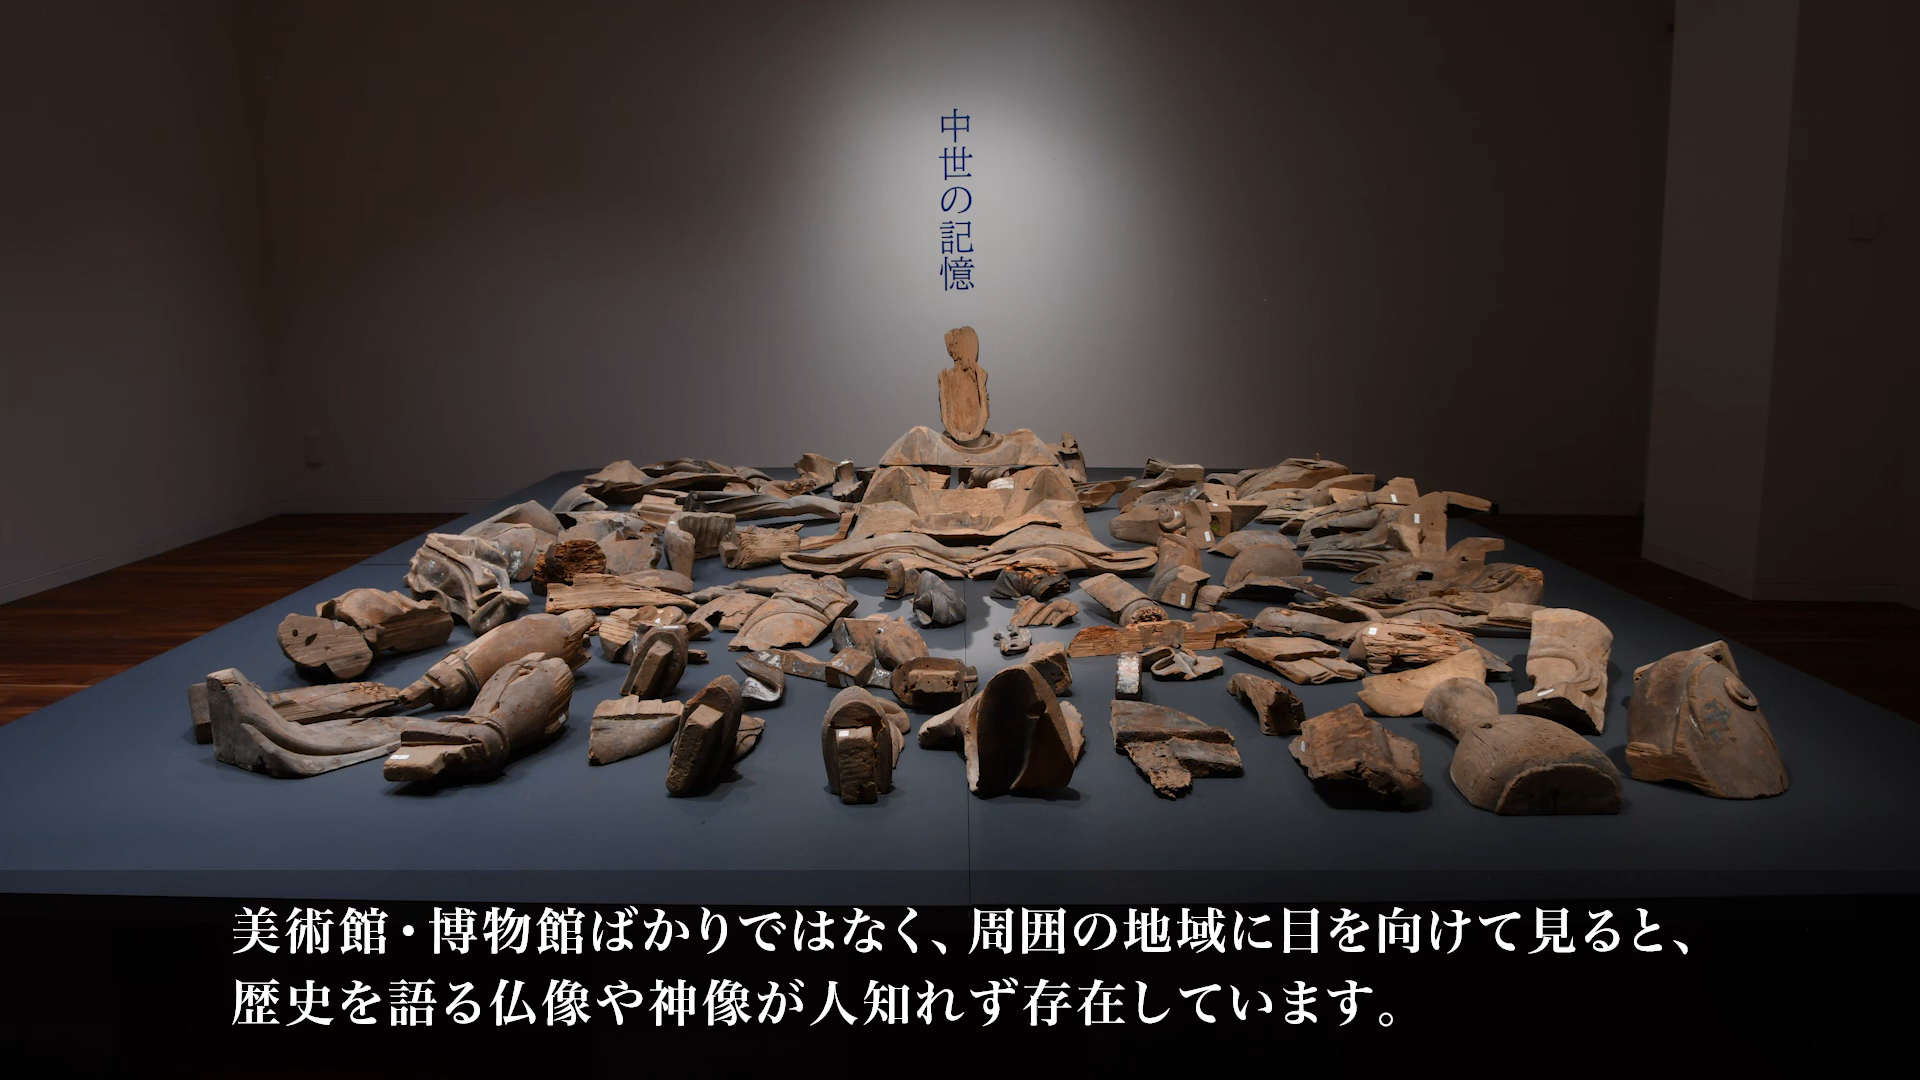 中世の記憶
美術館・博物館ばかりではなく、周囲の地域に目を向けて見ると、
歴史を語る仏像や神像が人知れず存在しています。